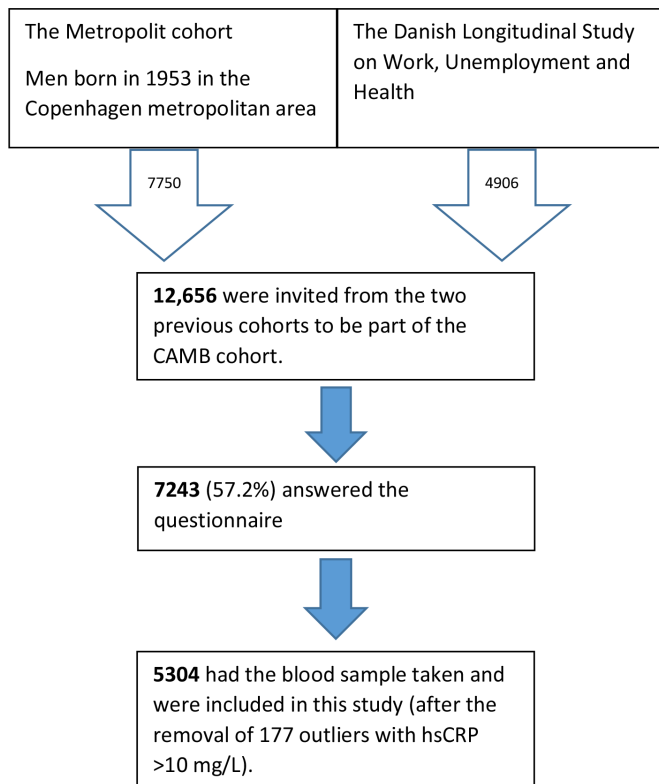 The Metropolit cohort
Men born in 1953 in the
Copenhagen metropolitan area
The Danish Longitudinal Study
on Work, Unemployment and
Health
7750
4906
12,656 were invited from the two
previous cohorts to be part of the
CAMB cohort.
7243 (57.2%) answered the
questionnaire
5304 had the blood sample taken and
were included in this study (after the
removal of 177 outliers with hsCRP
>10 mg/L).